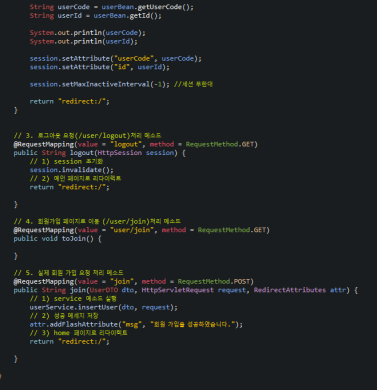 String userCode = userBean.getUserCode();
String userId = userBean.getId();
System.out.println(userCode);
System.out.println(userId);
session.setAttribute("userCode", userCode);
session.setAttribute("id", userId);
session.setMaxInactiveInterval(-1); //세션 무한대
return "redirect:/";
}
// 3. 로그아웃 요청(/user/logout)처리 메소드
@RequestMapping(value = "logout", method = RequestMethod.GET)
public String logout(HttpSession session) {
// 1) session 초기화
session.invalidate();
// 2) 메인 페이지로 리다이렉트
return "redirect:/";
}
// 4. 회원가입 페이지로 이동 (/user/join)처리 메소드
@RequestMapping(value = "user/join", method = RequestMethod.GET)
public void toJoin() {
}
// 5. 실제 회원 가입 요청 처리 메소드
@RequestMapping(value = "join", method = RequestMethod.POST)
public String join(UserDTO dto, HttpServletRequest request, RedirectAttributes attr) {
// 1) service 메소드 실행
userService.insertUser(dto, request);
// 2) 성공 메세지 저장
attr.addFlashAttribute("msg", "회원 가입을 성공하였습니다.");
// 3) home 페이지로 리다이렉트
return "redirect:/";
}
}